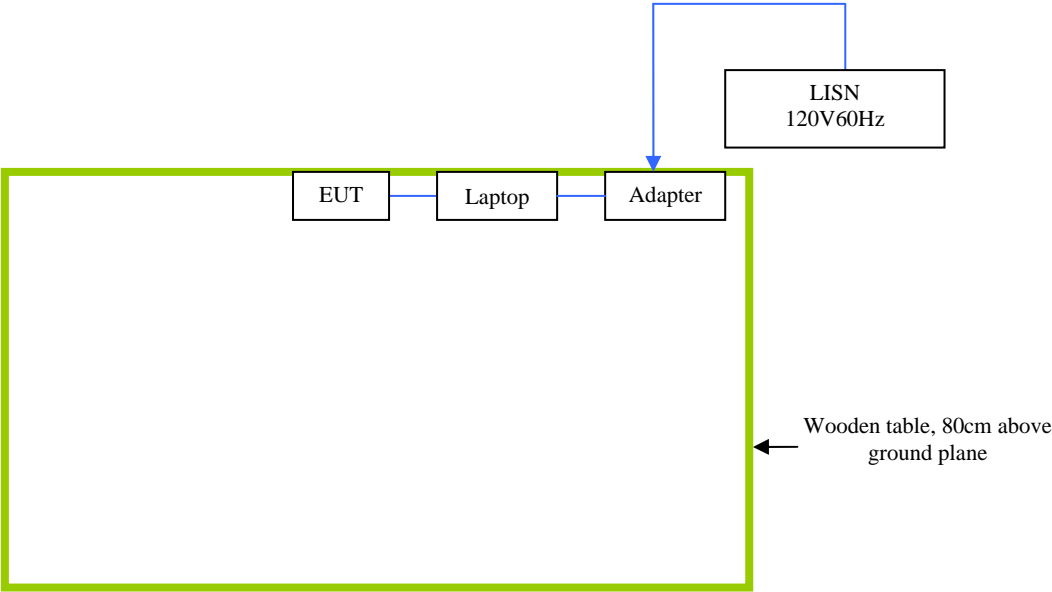 LISN
120V60Hz
EUT
Laptop
Adapter
Wooden table, 80cm above
ground plane